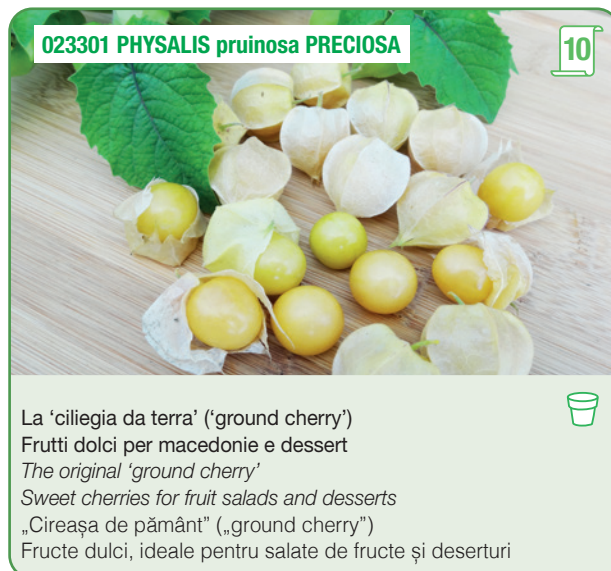 023301 PHYSALIS pruinosa PRECIOSA
10
La ‘ciliegia da terra’ (‘ground cherry’)
Frutti dolci per macedonie e dessert
The original ‘ground cherry’
Sweet cherries for fruit salads and desserts
„Cireașa de pământ” („ground cherry”)
Fructe dulci, ideale pentru salate de fructe și deserturi